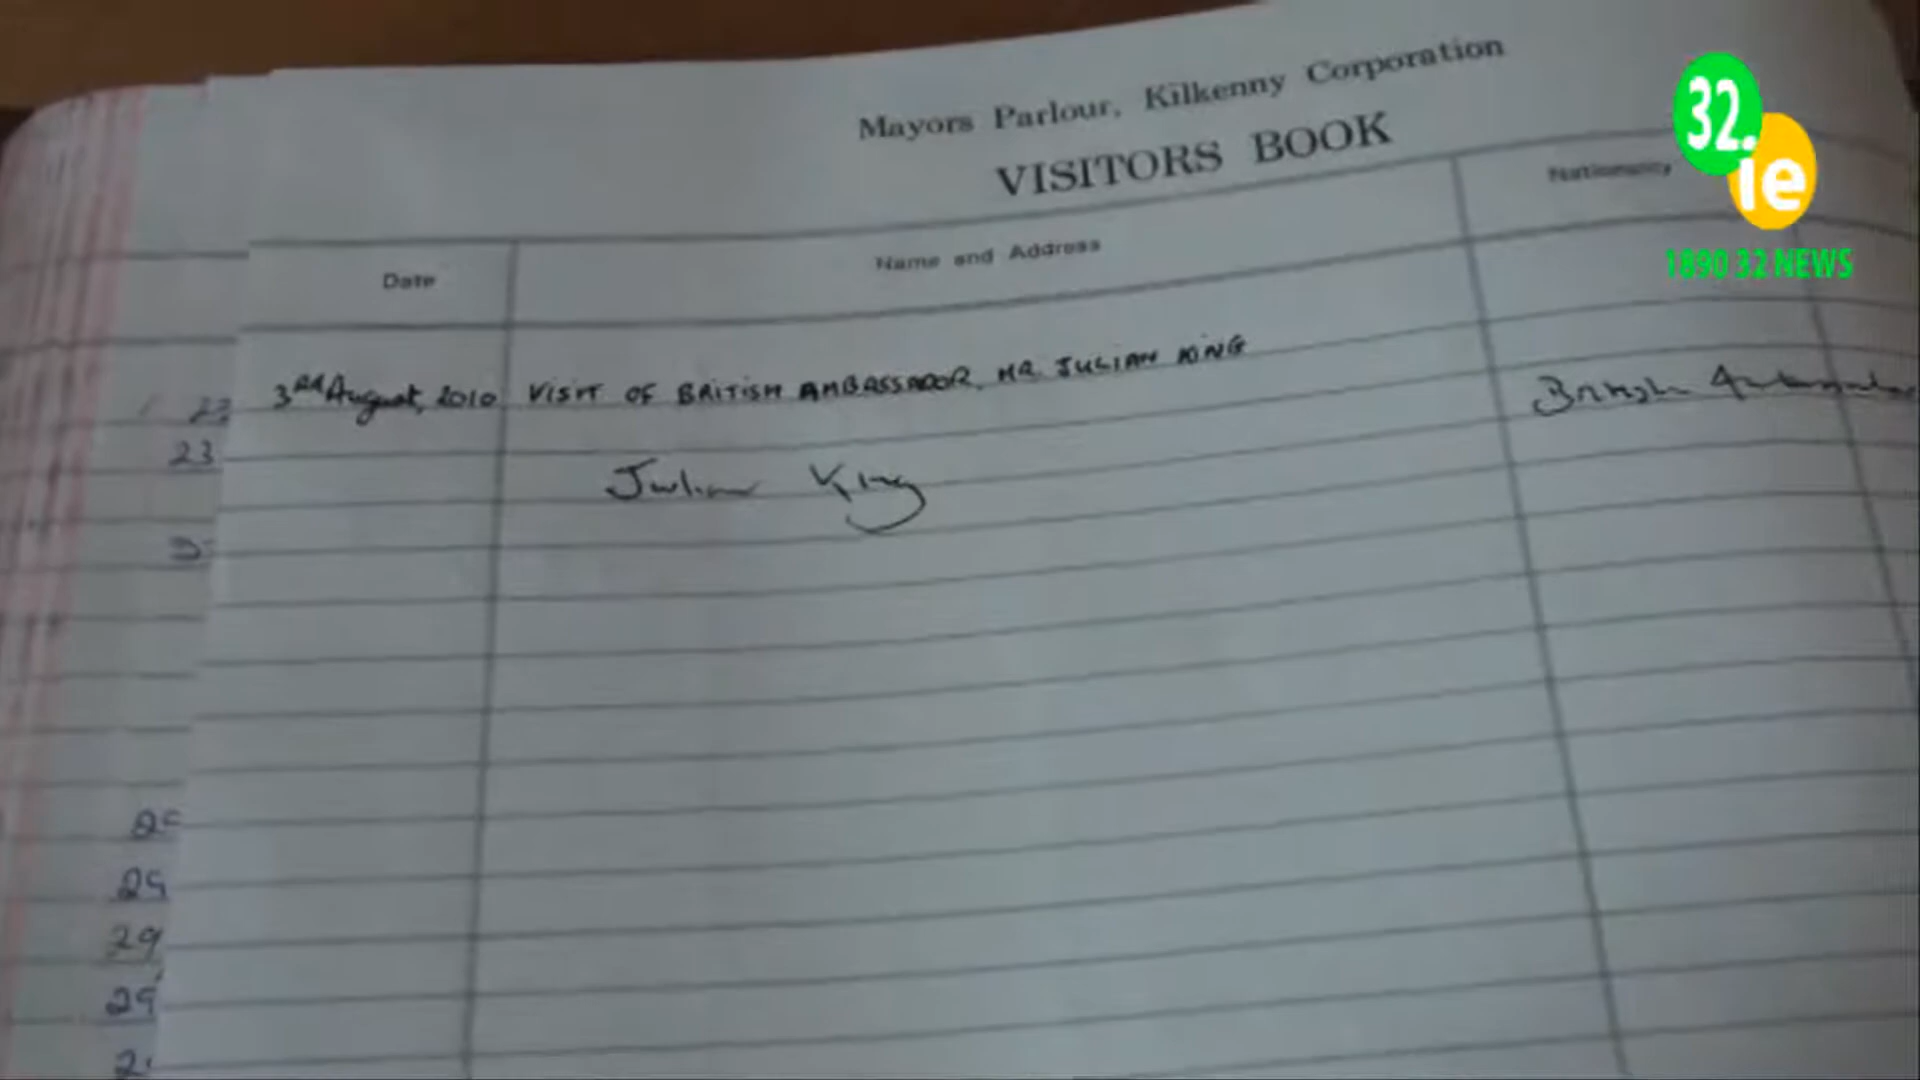 Mayors Parlour, Kilkenny Corporation
VISITORS BOOK
32.
ie
1890 32 NEWS
Date
Name and Address
Nationality
3RD August, 2010 VISIT OF BRITISH AMBASSADOR, MR. JULIAN KING British Ambassador
23
23
Julian King
29
29